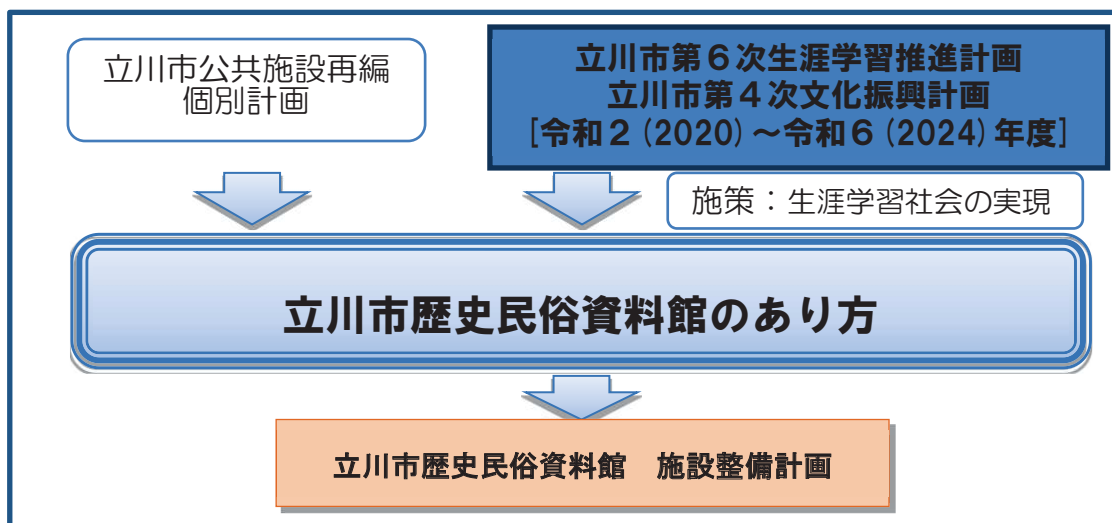 立川市公共施設再編
個別計画
立川市第６次生涯学習推進計画
立川市第４次文化振興計画
［令和２（2020）～令和６（2024）年度］
施策：生涯学習社会の実現
立川市歴史民俗資料館のあり方
立川市歴史民俗資料館　施設整備計画